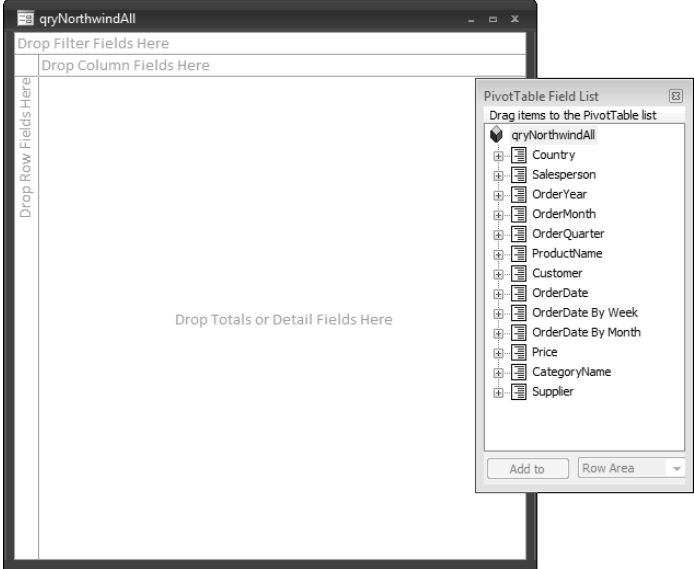 qryNorthwindAll
Drop Filter Fields Here
Drop Column Fields Here
Drop Row Fields Here
Drop Totals or Detail Fields Here
PivotTable Field List
Drag items to the PivotTable list
qryNorthwindAll
Country
Salesperson
OrderYear
OrderMonth
OrderQuarter
ProductName
Customer
OrderDate
OrderDate By Week
OrderDate By Month
Price
CategoryName
Supplier
Add to
Row Area